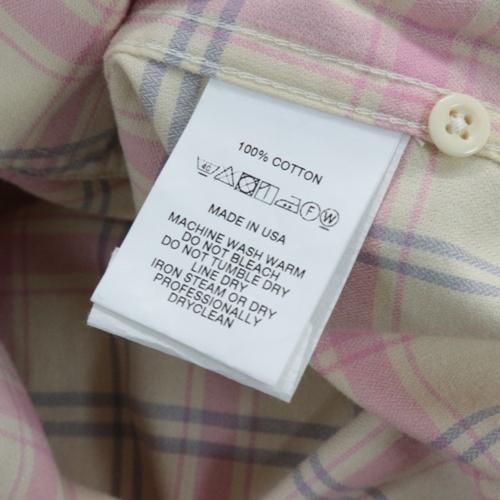 100% COTTON
40 F W
MADE IN USA
MACHINE WASH WARM
DO NOT BLEACH
DO NOT TUMBLE DRY
LINE DRY
IRON STEAM OR DRY
PROFESSIONALLY
DRYCLEAN